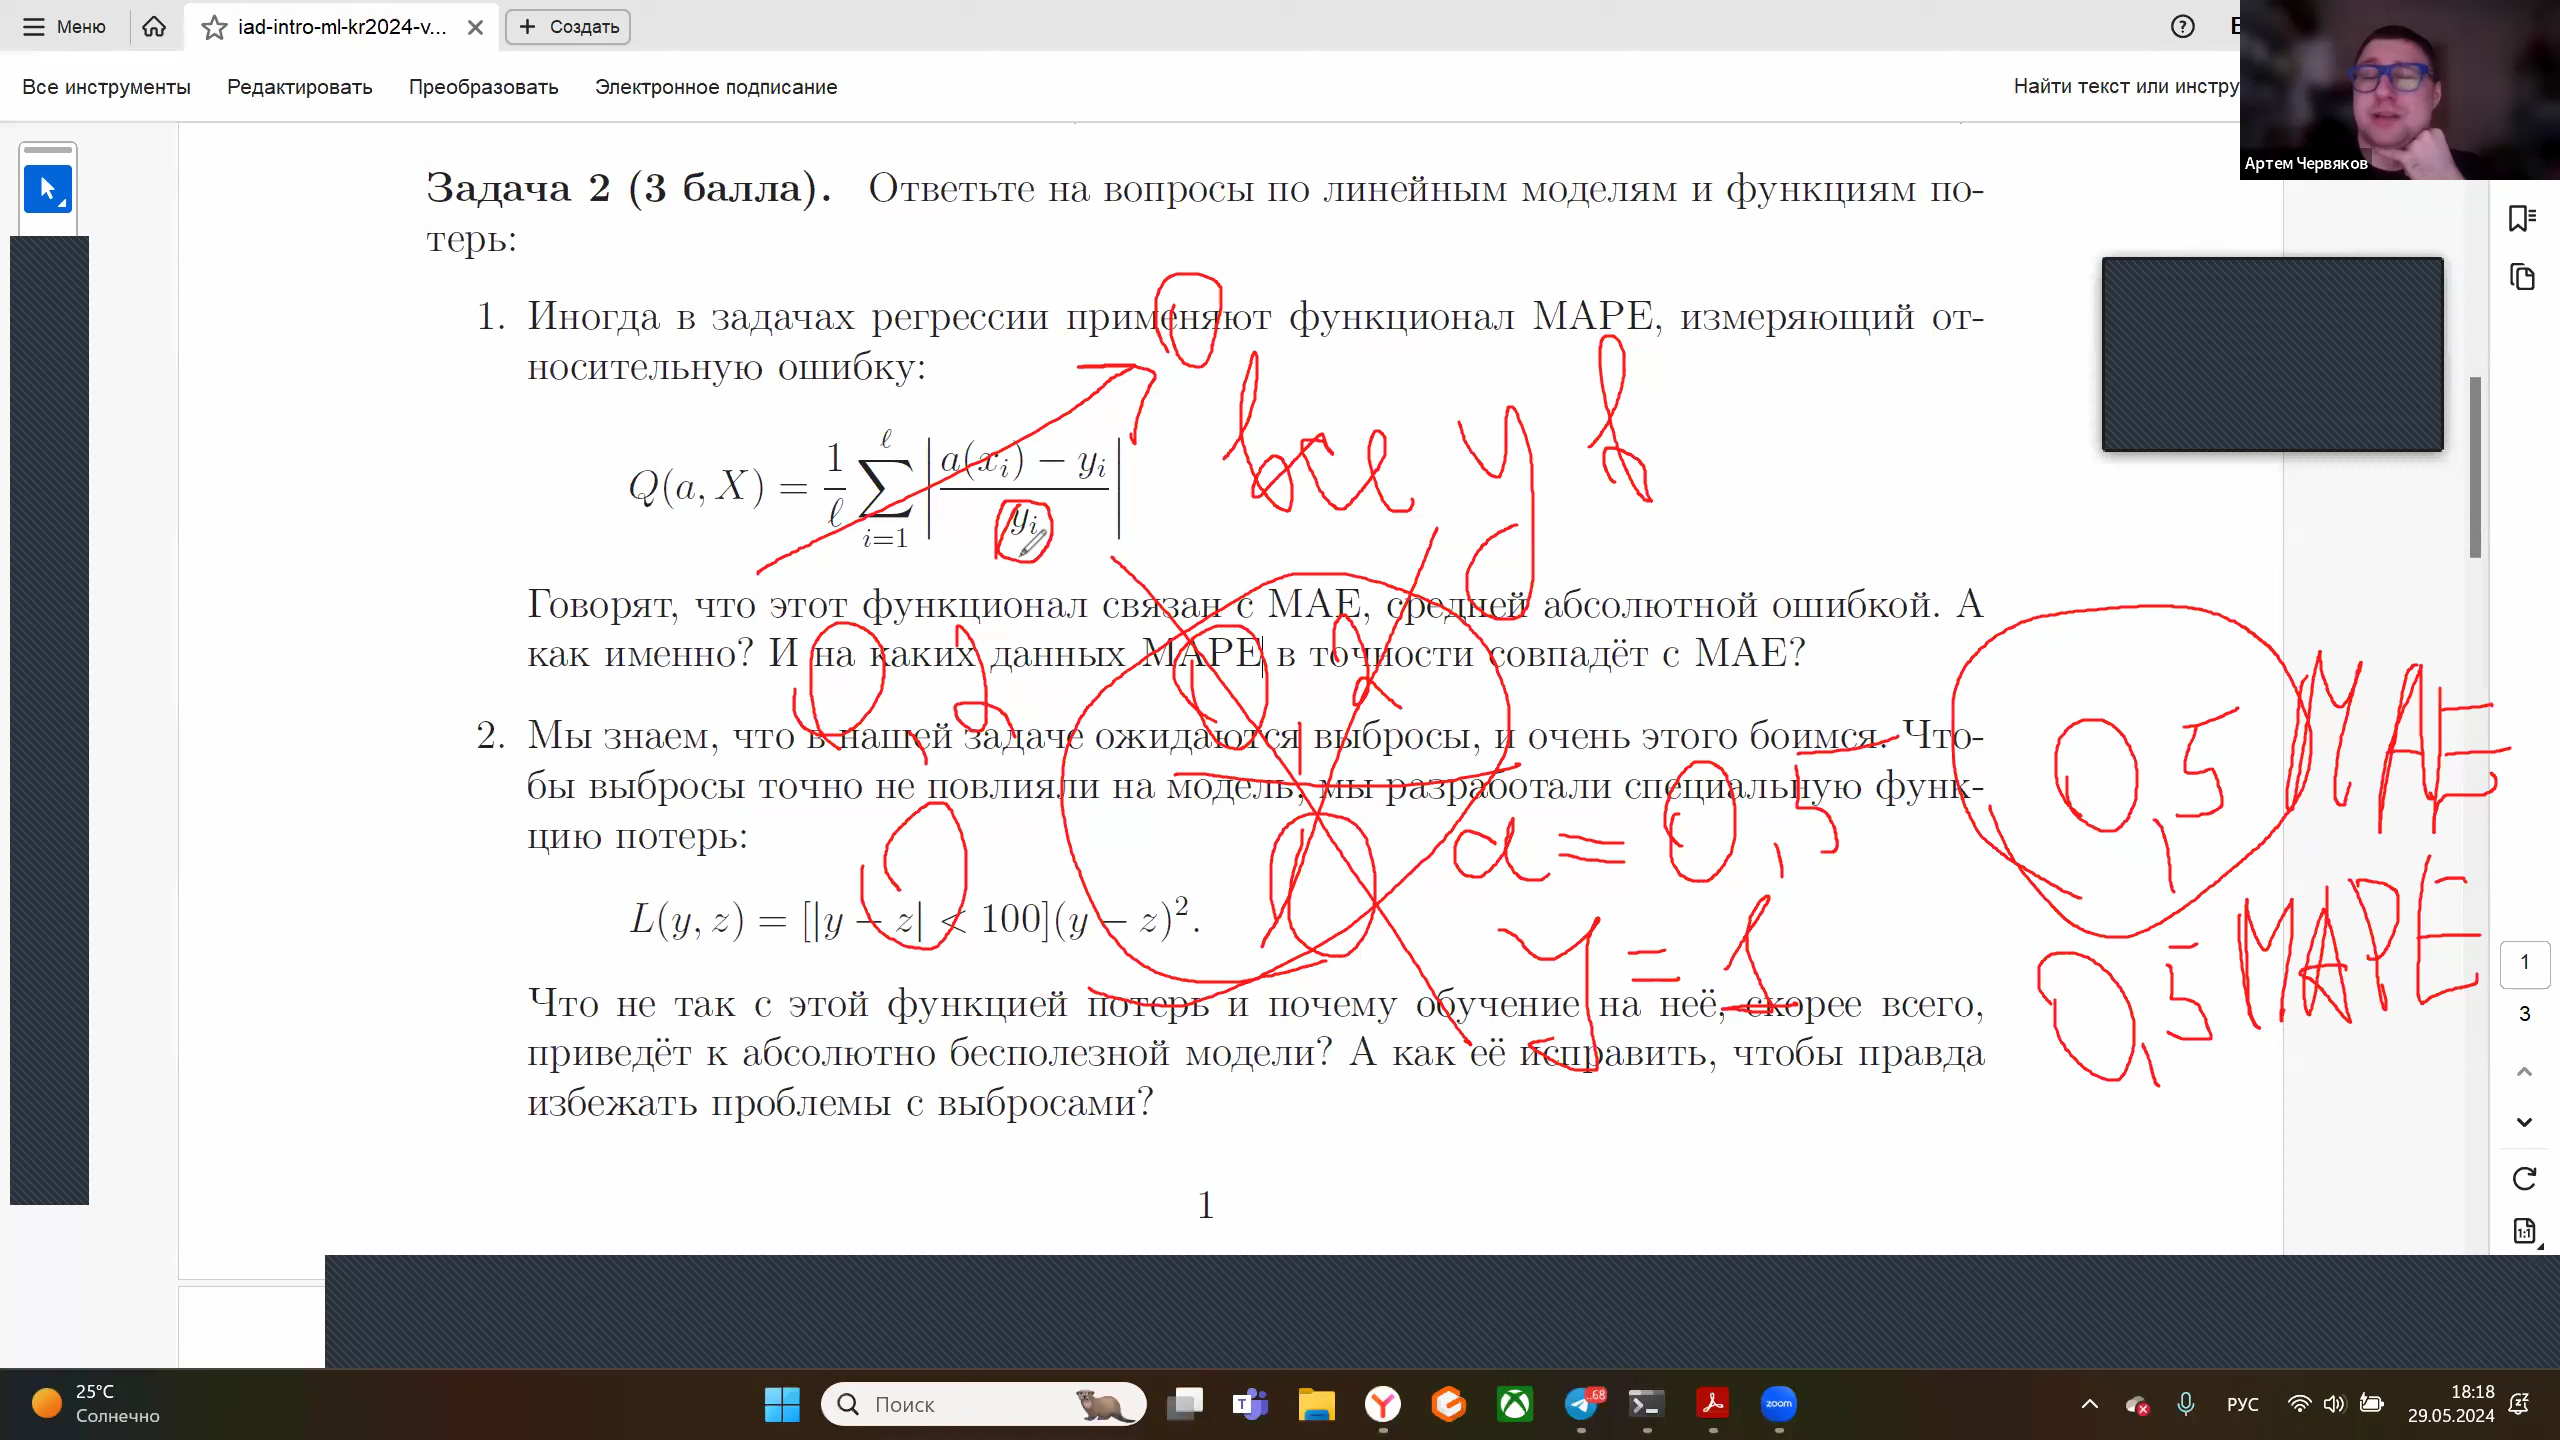 Меню
iad-intro-ml-kr2024-v...
Создать
Все инструменты
Редактировать
Преобразовать
Электронное подписание
Найти текст или инстру
Артем Червяков
Задача 2 (3 балла). Ответьте на вопросы по линейным моделям и функциям по-
терь:
1. Иногда в задачах регрессии применяют функционал MAPE, измеряющий от-
носительную ошибку:
Q(a, X) = 1/ℓ ∑_{i=1}^{ℓ} | (a(x_i) − y_i) / y_i |
все y 1
Говорят, что этот функционал связан с MAE, средней абсолютной ошибкой. А
как именно? И на каких данных MAPE в точности совпадёт с MAE?
2. Мы знаем, что в нашей задаче ожидаются выбросы, и очень этого боимся. Что-
бы выбросы точно не повлияли на модель, мы разработали специальную функ-
цию потерь:
L(y, z) = [|y − z| < 100](y − z)².
a = 0,5
y = 1
0,5 MAE
0,5 MAPE
Что не так с этой функцией потерь и почему обучение на неё, скорее всего,
приведёт к абсолютно бесполезной модели? А как её исправить, чтобы правда
избежать проблемы с выбросами?
1
1
3
25°C
Солнечно
Поиск
..68
zoom
РУС
18:18
29.05.2024